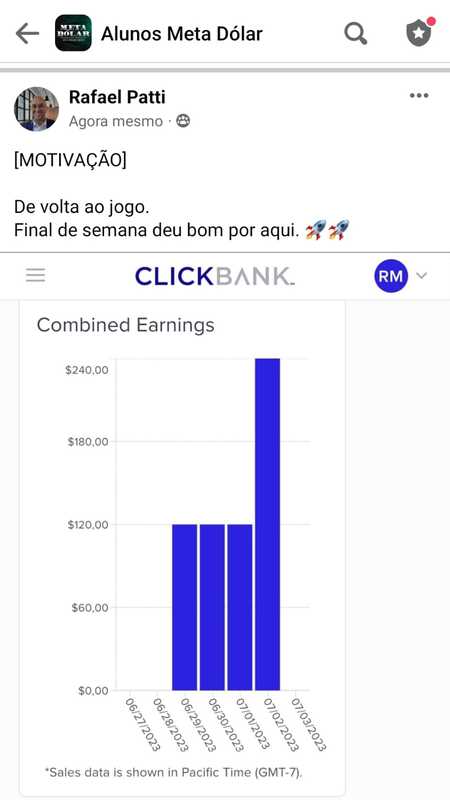 META DÓLAR
Alunos Meta Dólar
Rafael Patti
Agora mesmo ·
[MOTIVAÇÃO]
De volta ao jogo.
Final de semana deu bom por aqui. 🚀🚀
CLICKBANK
RM
Combined Earnings
$240,00
$180,00
$120,00
$60,00
$0,00
06/27/2023
06/28/2023
06/29/2023
06/30/2023
07/01/2023
07/02/2023
07/03/2023
*Sales data is shown in Pacific Time (GMT-7).